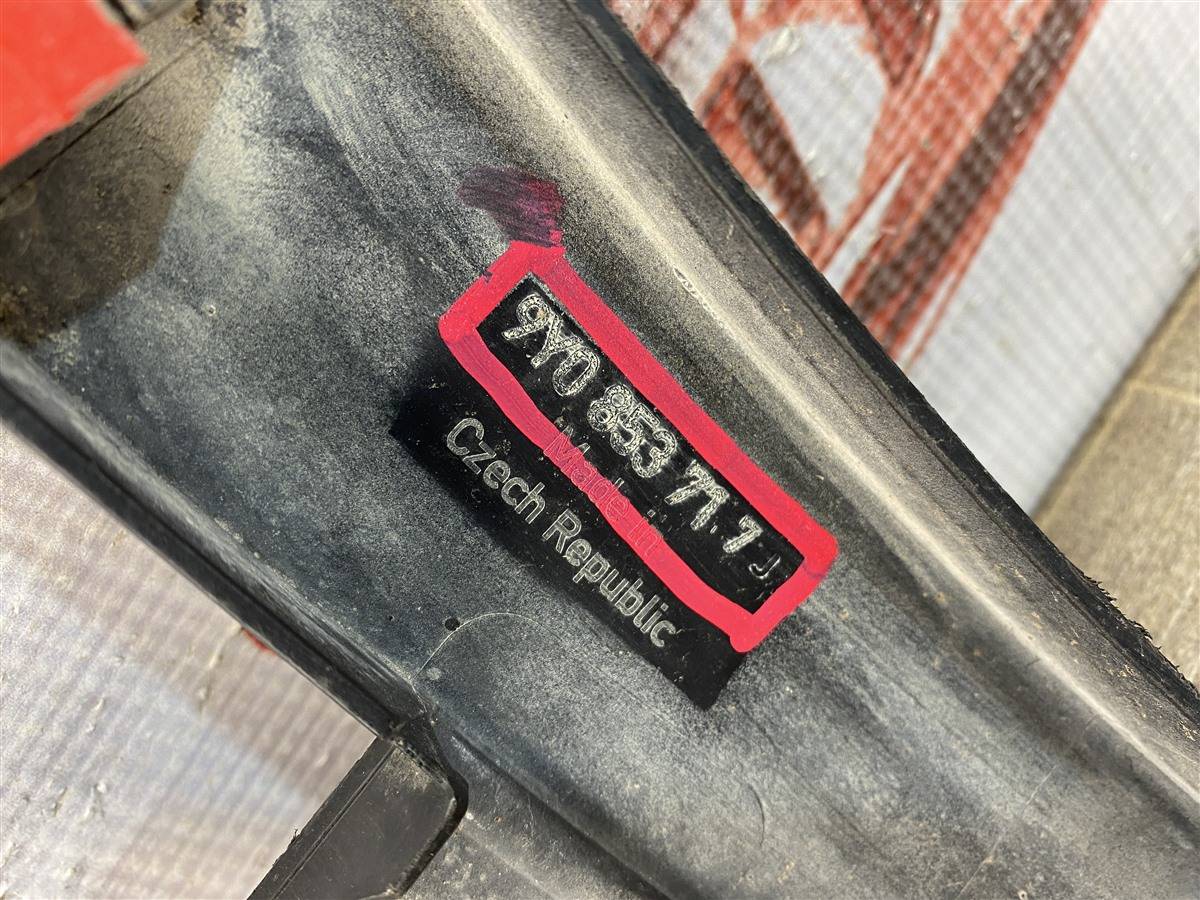 9Y0 853 717 J
Made in
Czech Republic